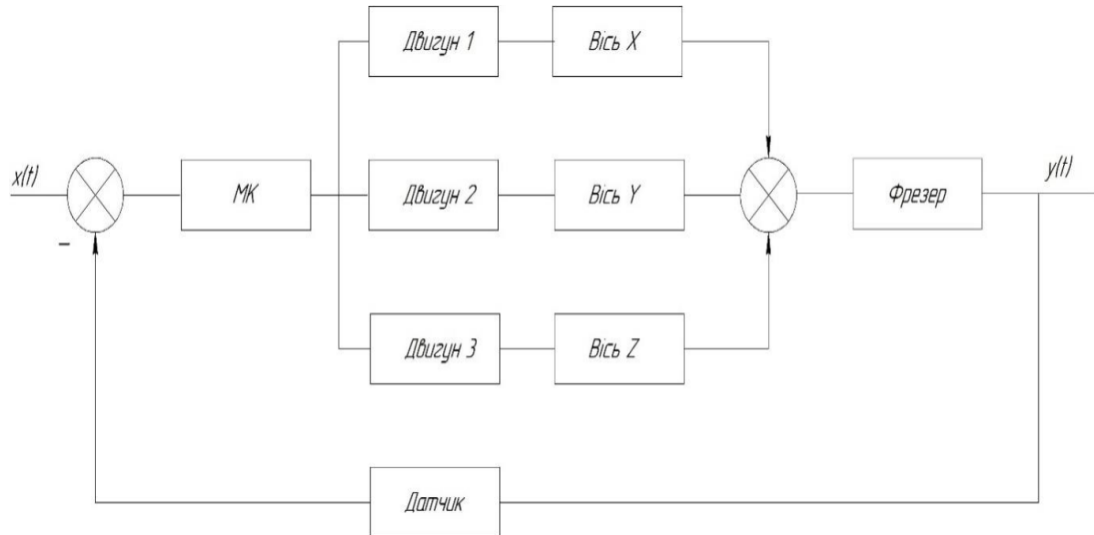 Двигун 1
Вісь X
x(t)
МК
Двигун 2
Вісь Y
Фрезер
y(t)
–
Двигун 3
Вісь Z
Датчик